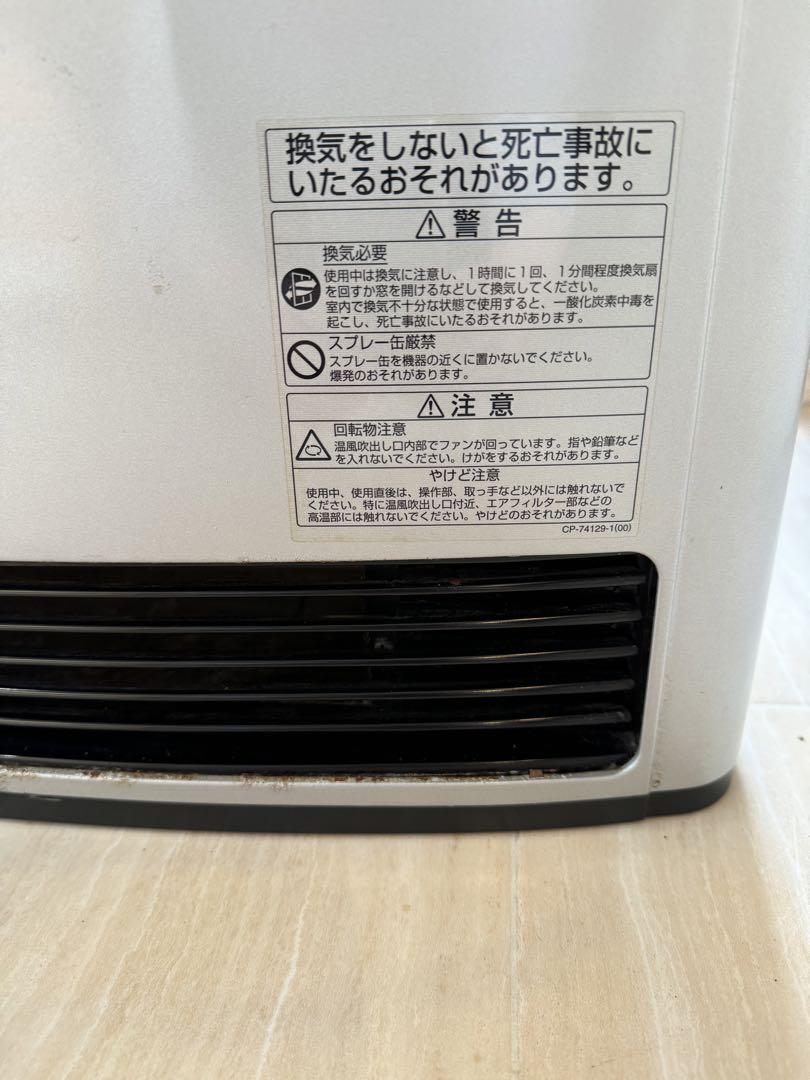 換気をしないと死亡事故に
いたるおそれがあります。
⚠警告
換気必要
使用中は換気に注意し、1時間に1回、1分間程度換気扇
を回すか窓を開けるなどして換気してください。
室内で換気不十分な状態で使用すると、一酸化炭素中毒を
起こし、死亡事故にいたるおそれがあります。
スプレー缶厳禁
スプレー缶を機器の近くに置かないでください。
爆発のおそれがあります。
⚠注意
回転物注意
温風吹出し口内部でファンが回っています。指や鉛筆など
を入れないでください。けがをするおそれがあります。
やけど注意
使用中、使用直後は、操作部、取っ手など以外には触れないで
ください。特に温風吹出し口付近、エアフィルター部などの
高温部には触れないでください。やけどのおそれがあります。
CP-74129-1(00)